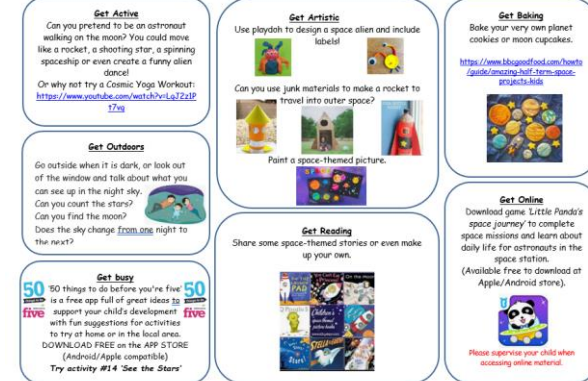 Get Active
Can you pretend to be an astronaut
walking on the moon? You could move
like a rocket, a shooting star, a spinning
spaceship or even create a funny alien
dance!
Or why not try a Cosmic Yoga Workout:
https://www.youtube.com/watch?v=LqJZz1P
t7vg
Get Outdoors
Go outside when it is dark, or look out
of the window and talk about what you
can see up in the night sky.
Can you count the stars?
Can you find the moon?
Does the sky change from one night to
the next?
Get busy
50
five
'50 things to do before you're five'
is a free app full of great ideas to
support your child's development
with fun suggestions for activities
to try at home or in the local area.
DOWNLOAD FREE on the APP STORE
(Android/Apple compatible)
Try activity #14 'See the Stars'
50
five
Get Artistic
Use playdoh to design a space alien and include
labels!
Can you use junk materials to make a rocket to
travel into outer space?
Paint a space-themed picture.
Get Reading
Share some space-themed stories or even make
up your own.
Get Baking
Bake your very own planet
cookies or moon cupcakes.
https://www.bbcgoodfood.com/howto
/guide/amazing-half-term-space-
projects-kids
Get Online
Download game 'Little Panda's
space journey' to complete
space missions and learn about
daily life for astronauts in the
space station.
(Available free to download at
Apple/Android store).
Please supervise your child when
accessing online material.